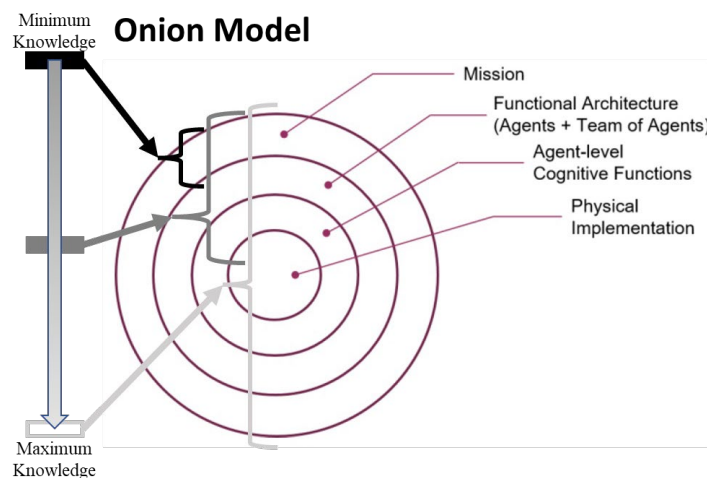 Minimum
Knowledge
Onion Model
Mission
Functional Architecture
(Agents + Team of Agents)
Agent-level
Cognitive Functions
Physical
Implementation
Maximum
Knowledge